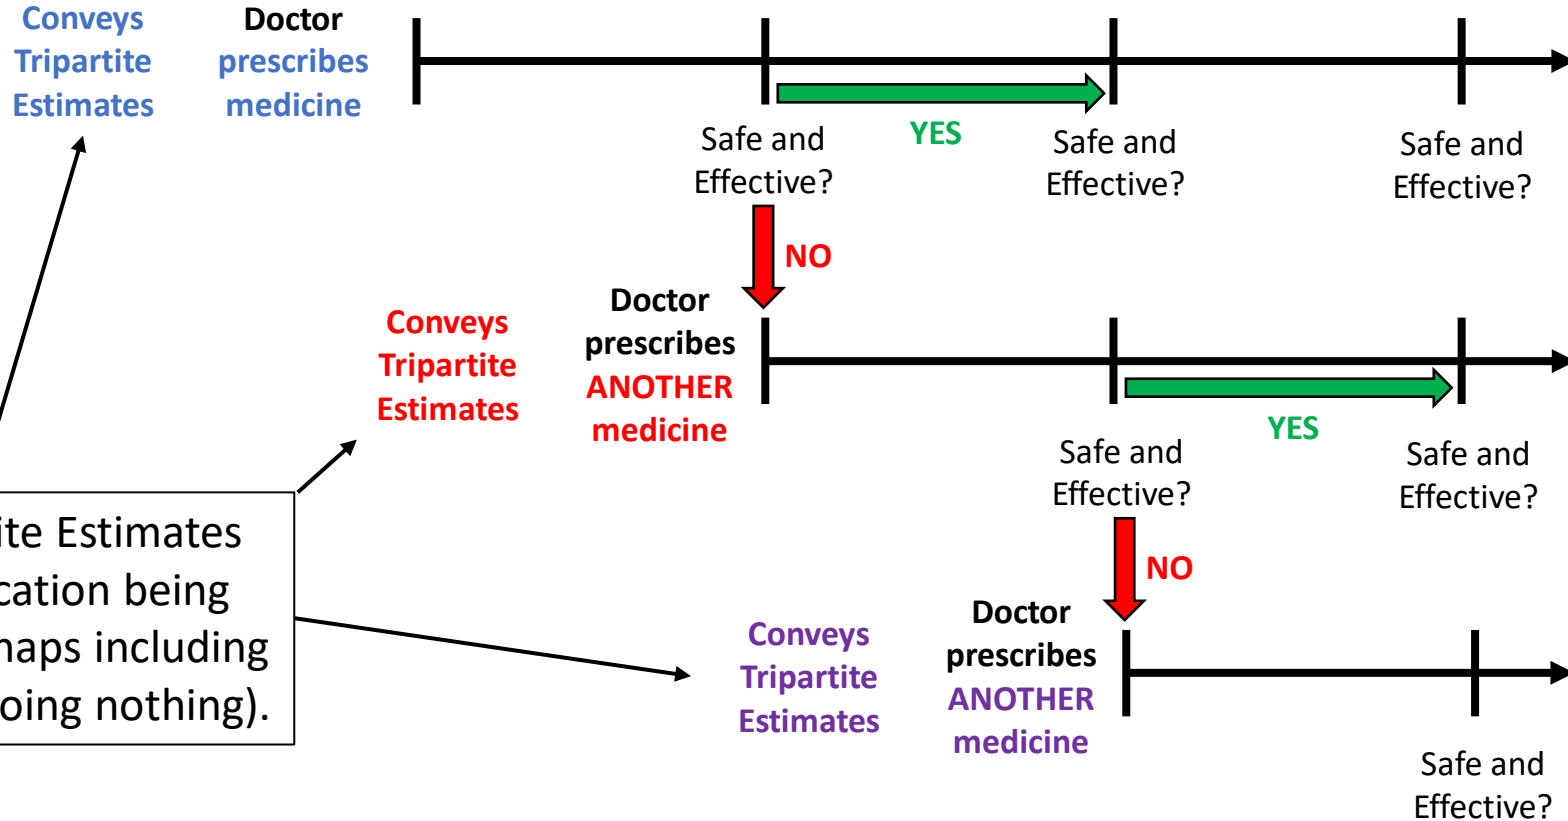 Conveys
Tripartite
Estimates
Doctor
prescribes
medicine
Safe and
Effective?
YES
Safe and
Effective?
Safe and
Effective?
NO
Conveys
Tripartite
Estimates
Doctor
prescribes
ANOTHER
medicine
Safe and
Effective?
YES
Safe and
Effective?
NO
ite Estimates
cation being
haps including
oing nothing).
Conveys
Tripartite
Estimates
Doctor
prescribes
ANOTHER
medicine
Safe and
Effective?